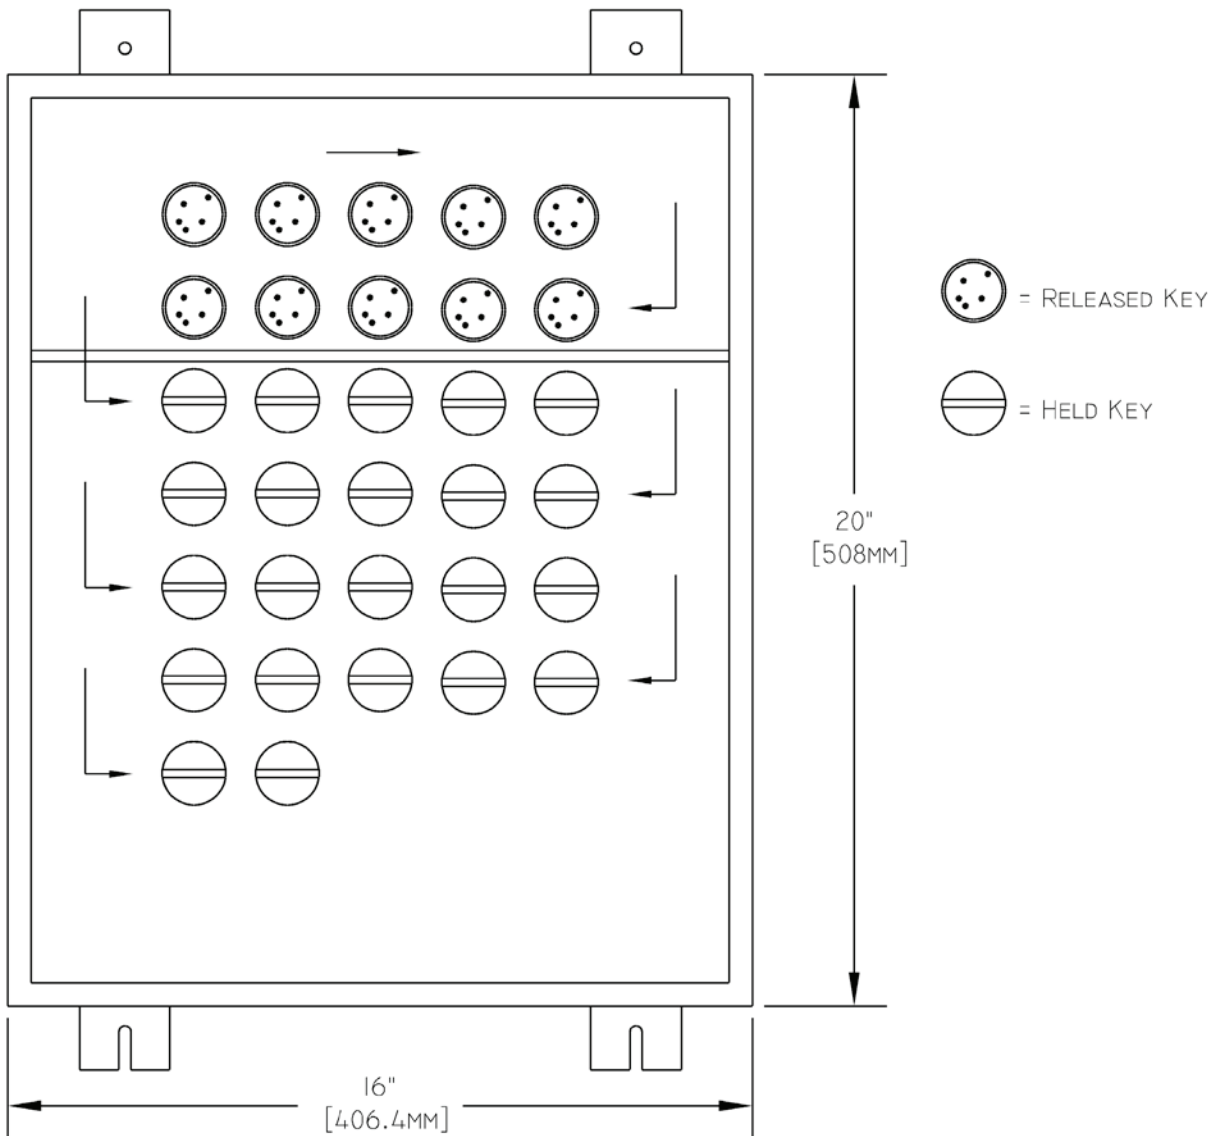 = RELEASED KEY
= HELD KEY
20"
[508MM]
16"
[406.4MM]